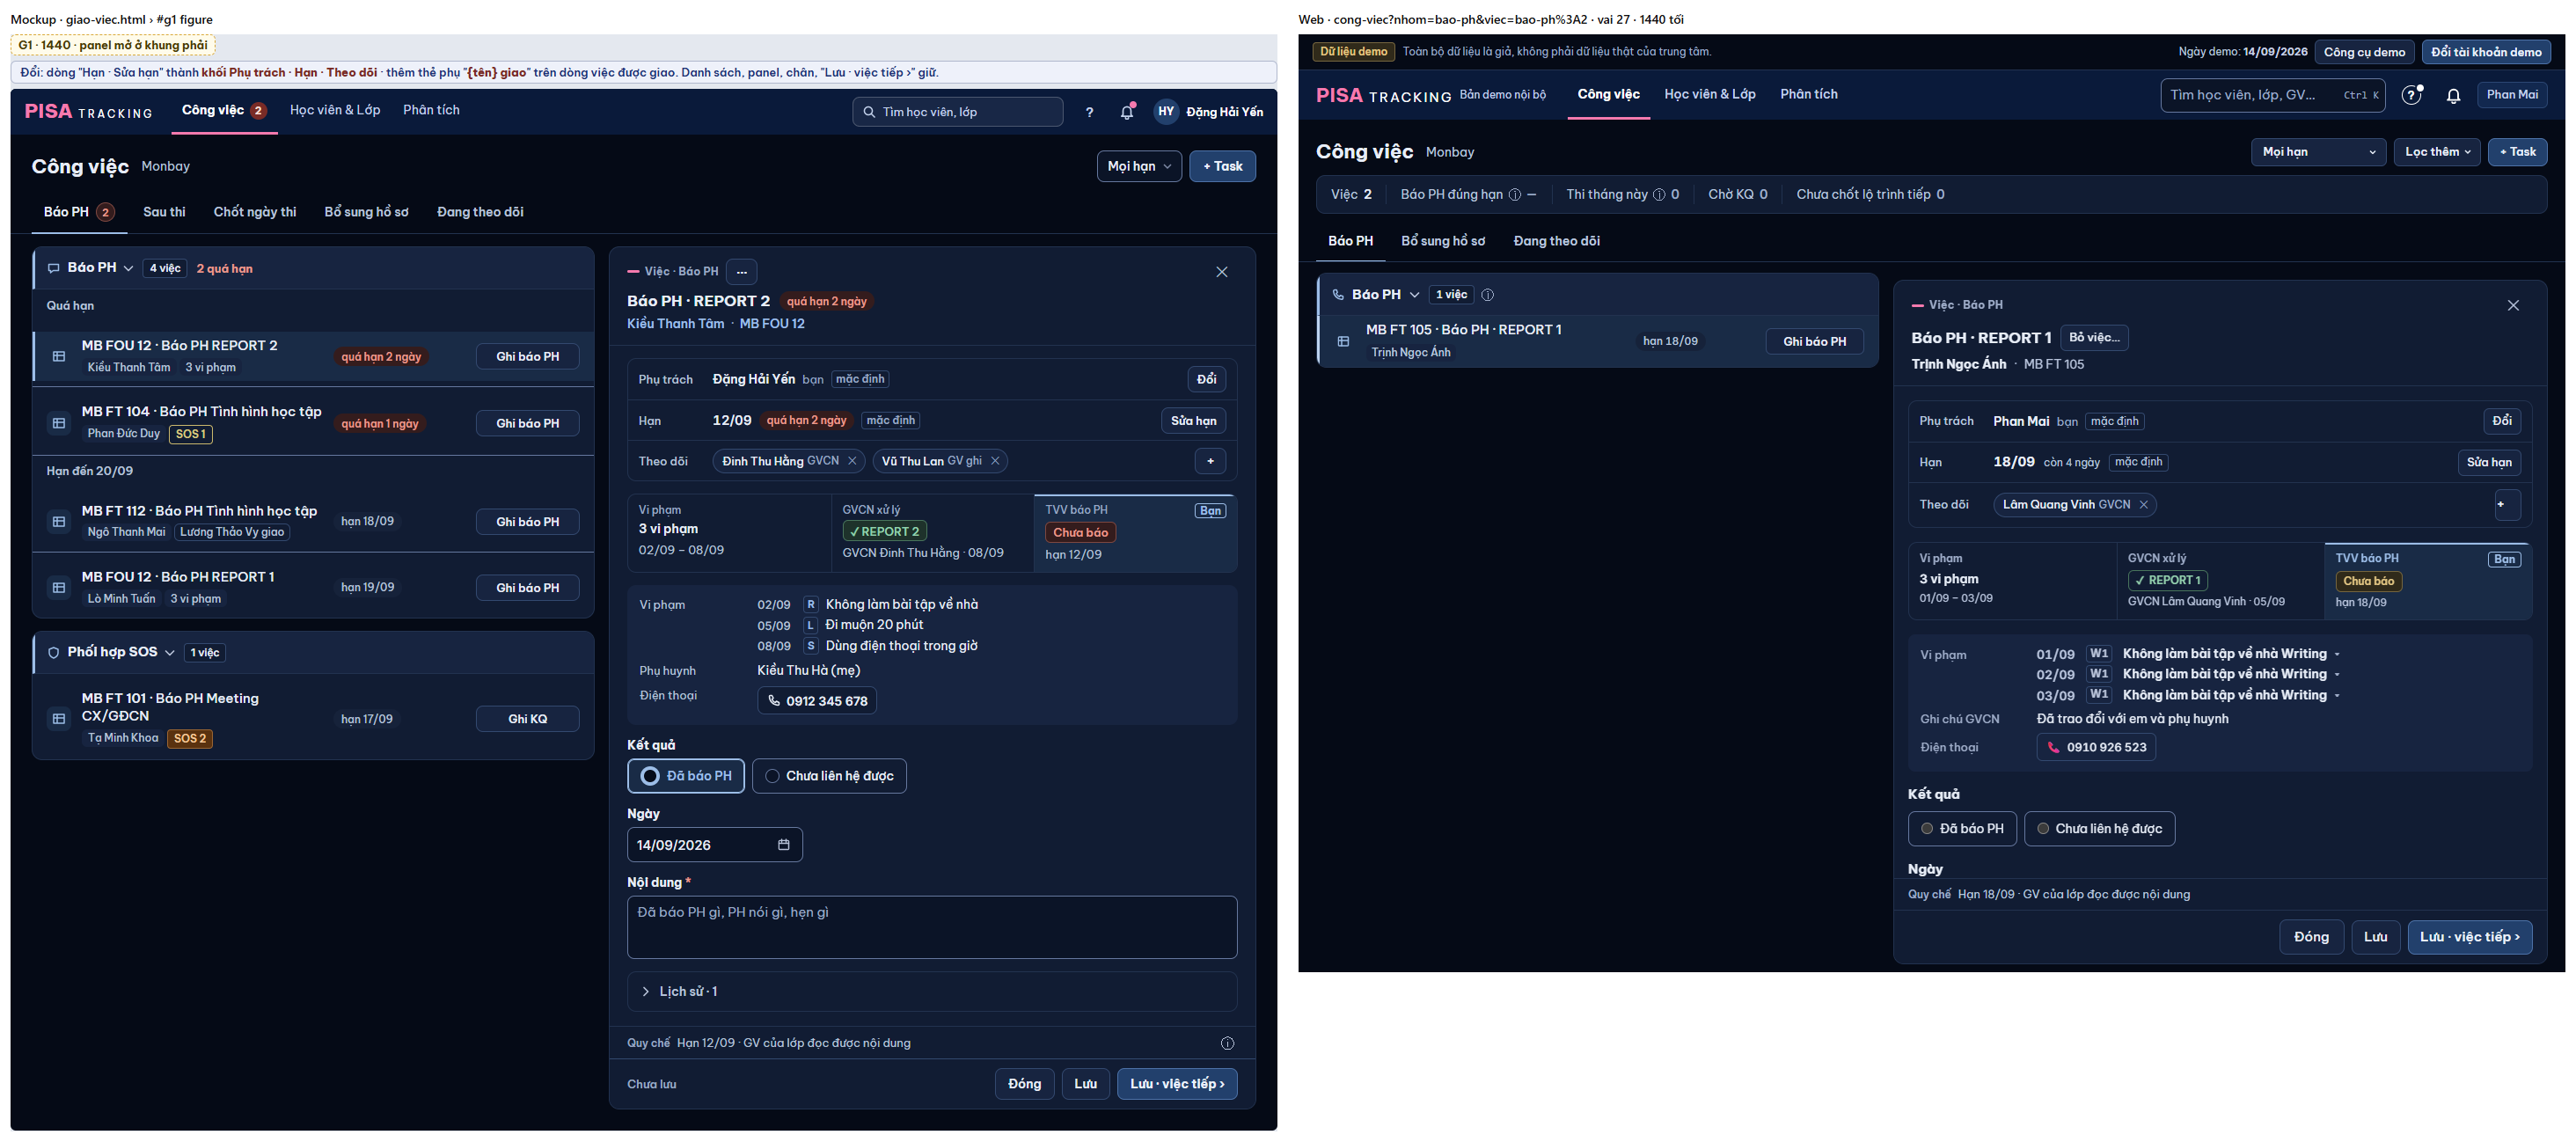 Mockup · giao-viec.html › #g1 figure
G1 · 1440 · panel mở ở khung phải
Đổi: dòng "Hạn · Sửa hạn" thành khối Phụ trách · Hạn · Theo dõi · thêm thẻ phụ "{tên} giao" trên dòng việc được giao. Danh sách, panel, chân, "Lưu · việc tiếp ›" giữ.
PISA TRACKING Công việc 2 Học viên & Lớp Phân tích Tìm học viên, lớp ? HY Đặng Hải Yến
Công việc Monbay Mọi hạn + Task
Báo PH 2 Sau thi Chốt ngày thi Bổ sung hồ sơ Đang theo dõi
Báo PH 4 việc 2 quá hạn
Quá hạn
MB FOU 12 · Báo PH REPORT 2 quá hạn 2 ngày Ghi báo PH
Kiều Thanh Tâm 3 vi phạm
MB FT 104 · Báo PH Tình hình học tập quá hạn 1 ngày Ghi báo PH
Phan Đức Duy SOS 1
Hạn đến 20/09
MB FT 112 · Báo PH Tình hình học tập hạn 18/09 Ghi báo PH
Ngô Thanh Mai Lương Thảo Vy giao
MB FOU 12 · Báo PH REPORT 1 hạn 19/09 Ghi báo PH
Lò Minh Tuấn 3 vi phạm
Phối hợp SOS 1 việc
MB FT 101 · Báo PH Meeting
CX/GĐCN hạn 17/09 Ghi KQ
Tạ Minh Khoa SOS 2
Việc · Báo PH ...
Báo PH · REPORT 2 quá hạn 2 ngày
Kiều Thanh Tâm · MB FOU 12
Phụ trách Đặng Hải Yến bạn mặc định Đổi
Hạn 12/09 quá hạn 2 ngày mặc định Sửa hạn
Theo dõi Đinh Thu Hằng GVCN Vũ Thu Lan GV ghi +
Vi phạm GVCN xử lý TVV báo PH Bạn
3 vi phạm ✓ REPORT 2 Chưa báo
02/09 – 08/09 GVCN Đinh Thu Hằng · 08/09 hạn 12/09
Vi phạm 02/09 R Không làm bài tập về nhà
05/09 L Đi muộn 20 phút
08/09 S Dùng điện thoại trong giờ
Phụ huynh Kiều Thu Hà (mẹ)
Điện thoại 0912 345 678
Kết quả
Đã báo PH Chưa liên hệ được
Ngày
14/09/2026
Nội dung *
Đã báo PH gì, PH nói gì, hẹn gì
Lịch sử · 1
Quy chế Hạn 12/09 · GV của lớp đọc được nội dung
Chưa lưu Đóng Lưu Lưu · việc tiếp ›
Web · cong-viec?nhom=bao-ph&viec=bao-ph%3A2 · vai 27 · 1440 tối
Dữ liệu demo Toàn bộ dữ liệu là giả, không phải dữ liệu thật của trung tâm. Ngày demo: 14/09/2026 Công cụ demo Đổi tài khoản demo
PISA TRACKING Bản demo nội bộ Công việc Học viên & Lớp Phân tích Tìm học viên, lớp, GV... Ctrl K ? Phan Mai
Công việc Monbay Mọi hạn Lọc thêm + Task
Việc 2 Báo PH đúng hạn – Thi tháng này 0 Chờ KQ 0 Chưa chốt lộ trình tiếp 0
Báo PH Bổ sung hồ sơ Đang theo dõi
Báo PH 1 việc
MB FT 105 · Báo PH · REPORT 1 hạn 18/09 Ghi báo PH
Trịnh Ngọc Ánh
Việc · Báo PH
Báo PH · REPORT 1 Bỏ việc...
Trịnh Ngọc Ánh · MB FT 105
Phụ trách Phan Mai bạn mặc định Đổi
Hạn 18/09 còn 4 ngày mặc định Sửa hạn
Theo dõi Lâm Quang Vinh GVCN +
Vi phạm GVCN xử lý TVV báo PH Bạn
3 vi phạm ✓ REPORT 1 Chưa báo
01/09 – 03/09 GVCN Lâm Quang Vinh · 05/09 hạn 18/09
Vi phạm 01/09 W1 Không làm bài tập về nhà Writing
02/09 W1 Không làm bài tập về nhà Writing
03/09 W1 Không làm bài tập về nhà Writing
Ghi chú GVCN Đã trao đổi với em và phụ huynh
Điện thoại 0910 926 523
Kết quả
Đã báo PH Chưa liên hệ được
Ngày
Quy chế Hạn 18/09 · GV của lớp đọc được nội dung
Đóng Lưu Lưu · việc tiếp ›